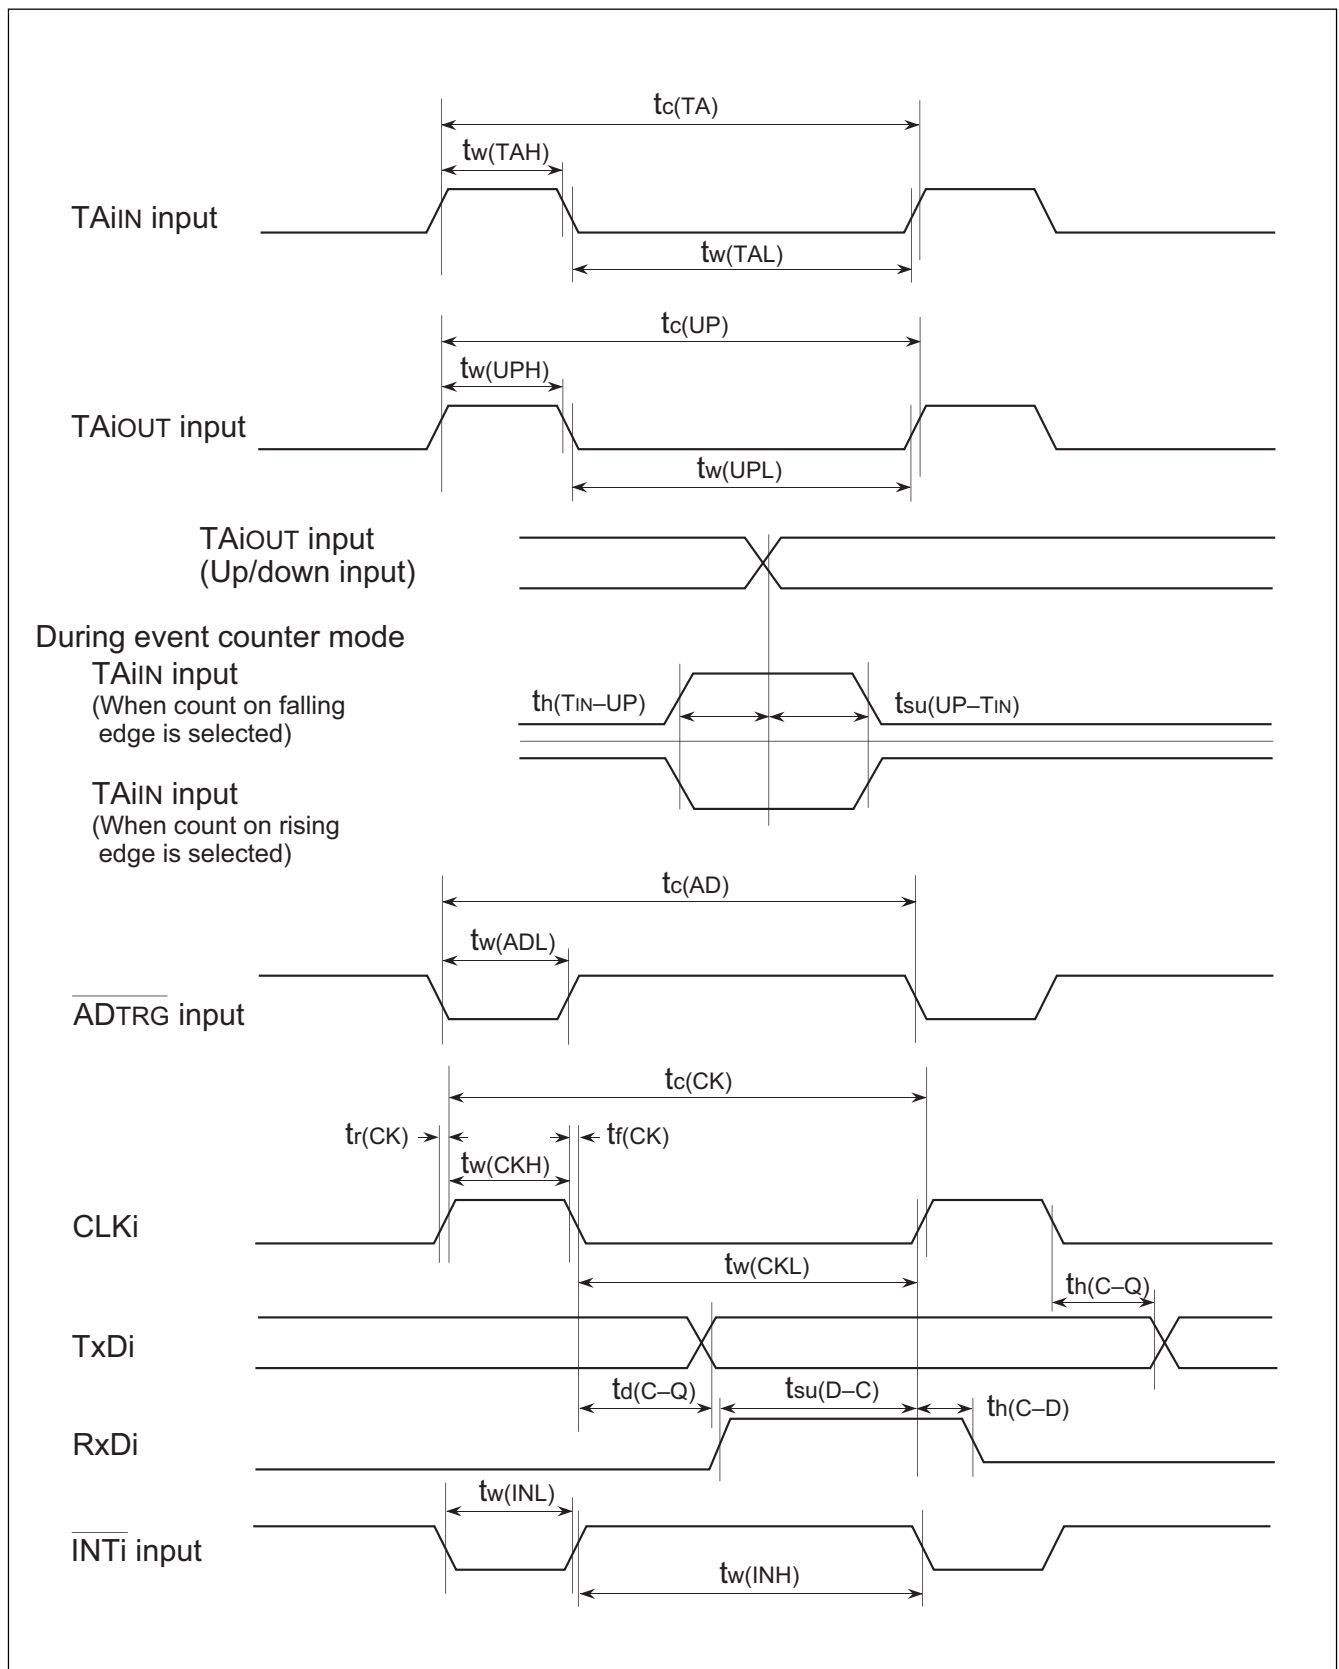 tc(TA)
tw(TAH)
TAiIN input
tw(TAL)
tc(UP)
tw(UPH)
TAiOUT input
tw(UPL)
TAiOUT input
(Up/down input)
During event counter mode
TAiIN input
(When count on falling
edge is selected)
th(TIN–UP)
tsu(UP–TIN)
TAiIN input
(When count on rising
edge is selected)
tc(AD)
tw(ADL)
ADTRG input
tc(CK)
tr(CK)
tf(CK)
tw(CKH)
CLKi
tw(CKL)
th(C–Q)
TxDi
td(C–Q)
tsu(D–C)
th(C–D)
RxDi
tw(INL)
INTi input
tw(INH)